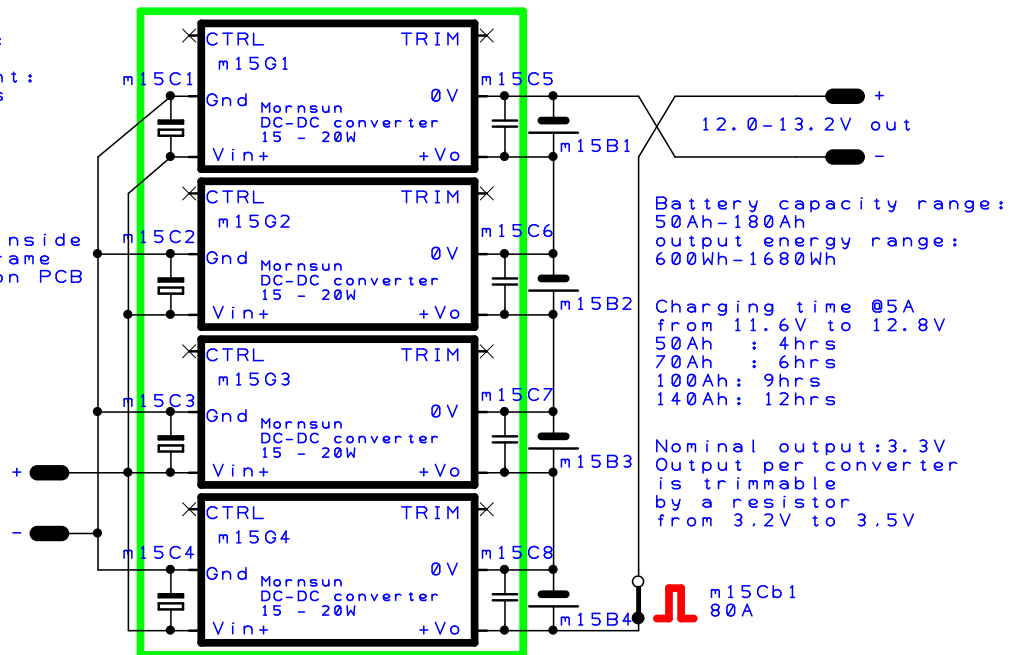 :
nt:
s
nside
rame
on PCB
+
-
m15C1
CTRL
TRIM
m15G1
Gnd
0V
Mornsun
DC-DC converter
15 - 20W
Vin+
+Vo
m15C5
m15B1
m15C2
CTRL
TRIM
m15G2
Gnd
0V
Mornsun
DC-DC converter
15 - 20W
Vin+
+Vo
m15C6
m15B2
m15C3
CTRL
TRIM
m15G3
Gnd
0V
Mornsun
DC-DC converter
15 - 20W
Vin+
+Vo
m15C7
m15B3
m15C4
CTRL
TRIM
m15G4
Gnd
0V
Mornsun
DC-DC converter
15 - 20W
Vin+
+Vo
m15C8
m15B4
+
12.0-13.2V out
-
Battery capacity range:
50Ah-180Ah
output energy range:
600Wh-1680Wh
Charging time @5A
from 11.6V to 12.8V
50Ah : 4hrs
70Ah : 6hrs
100Ah: 9hrs
140Ah: 12hrs
Nominal output:3.3V
Output per converter
is trimmable
by a resistor
from 3.2V to 3.5V
m15Cb1
80A